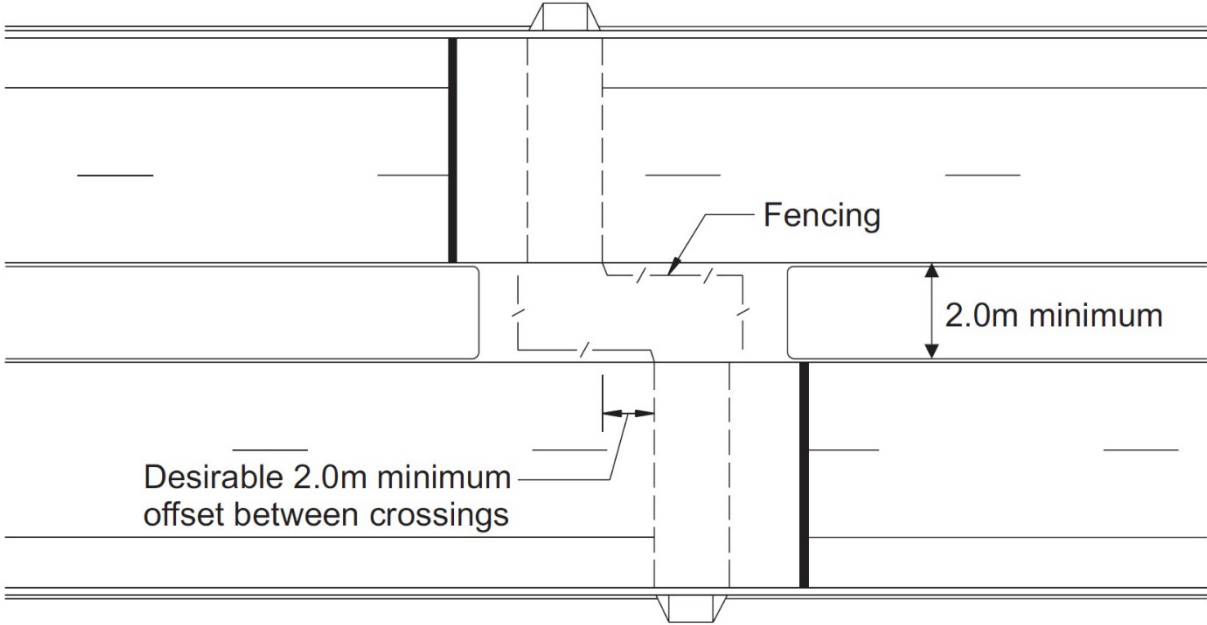 Fencing
2.0m minimum
Desirable 2.0m minimum
offset between crossings